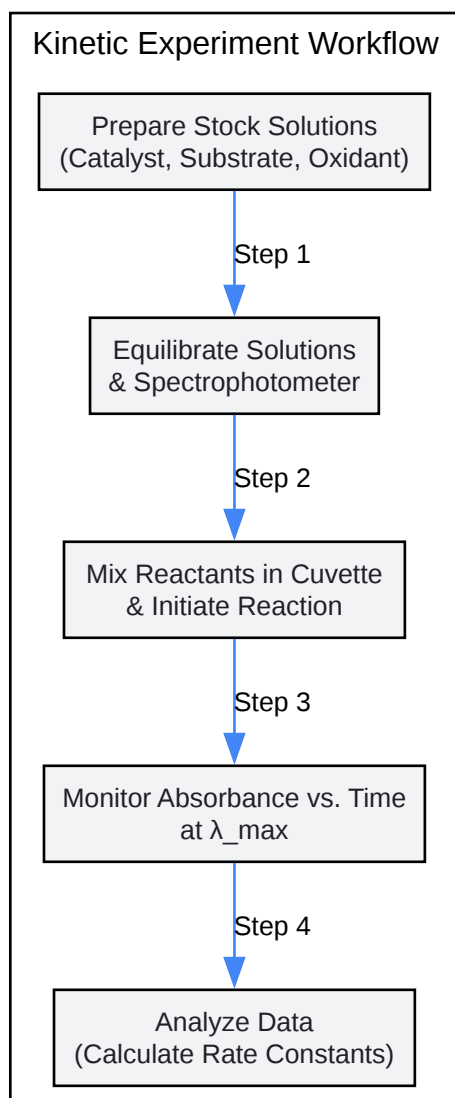 Kinetic Experiment Workflow
Prepare Stock Solutions
(Catalyst, Substrate, Oxidant)
Step 1
Equilibrate Solutions
& Spectrophotometer
Step 2
Mix Reactants in Cuvette
& Initiate Reaction
Step 3
Monitor Absorbance vs. Time
at λ_max
Step 4
Analyze Data
(Calculate Rate Constants)